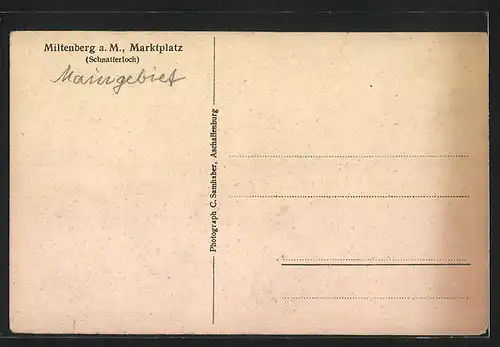 Miltenberg a. M., Marktplatz
(Schnatterloch)
Maingebiet
Photograph C. Samhaber, Aschaffenburg